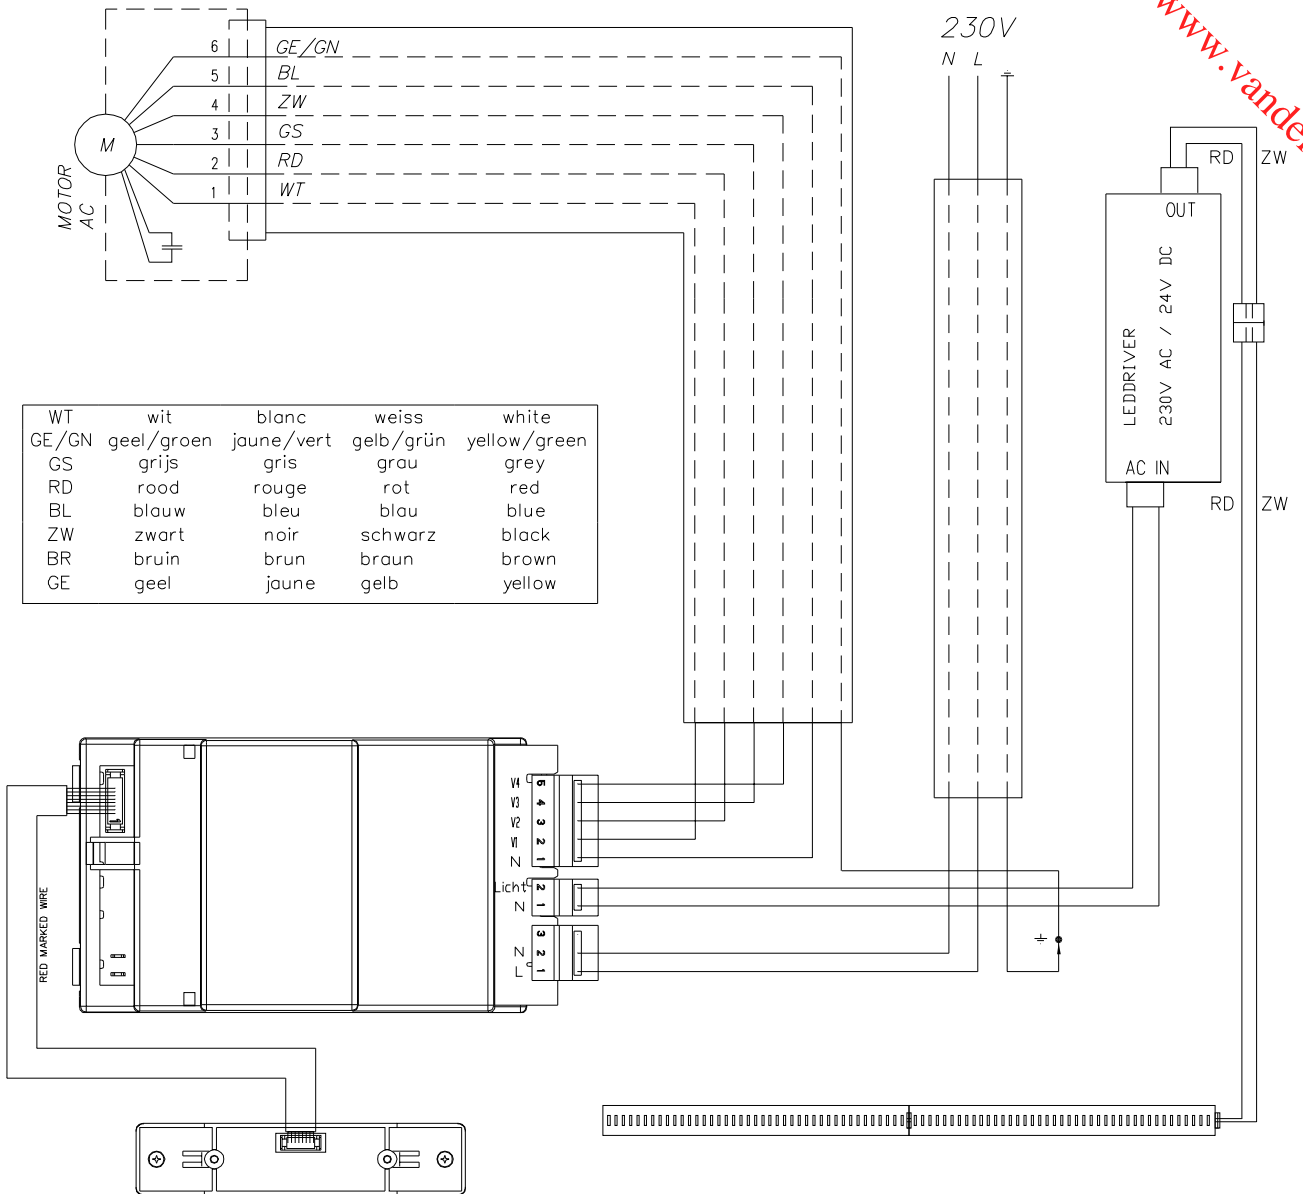 www.vande
230V
N L
6 GE/GN
5 BL
4 ZW
3 GS
2 RD
1 WT
M
MOTOR
AC
RD ZW
OUT
LEDDRIVER
230V AC / 24V DC
AC IN
RD ZW
WT wit blanc weiss white
GE/GN geel/groen jaune/vert gelb/grün yellow/green
GS grijs gris grau grey
RD rood rouge rot red
BL blauw bleu blau blue
ZW zwart noir schwarz black
BR bruin brun braun brown
GE geel jaune gelb yellow
V4 5
V3 4
V2 3
V1 2
N 1
Licht 2
N 1
3
N 2
L 1
1
RED MARKED WIRE